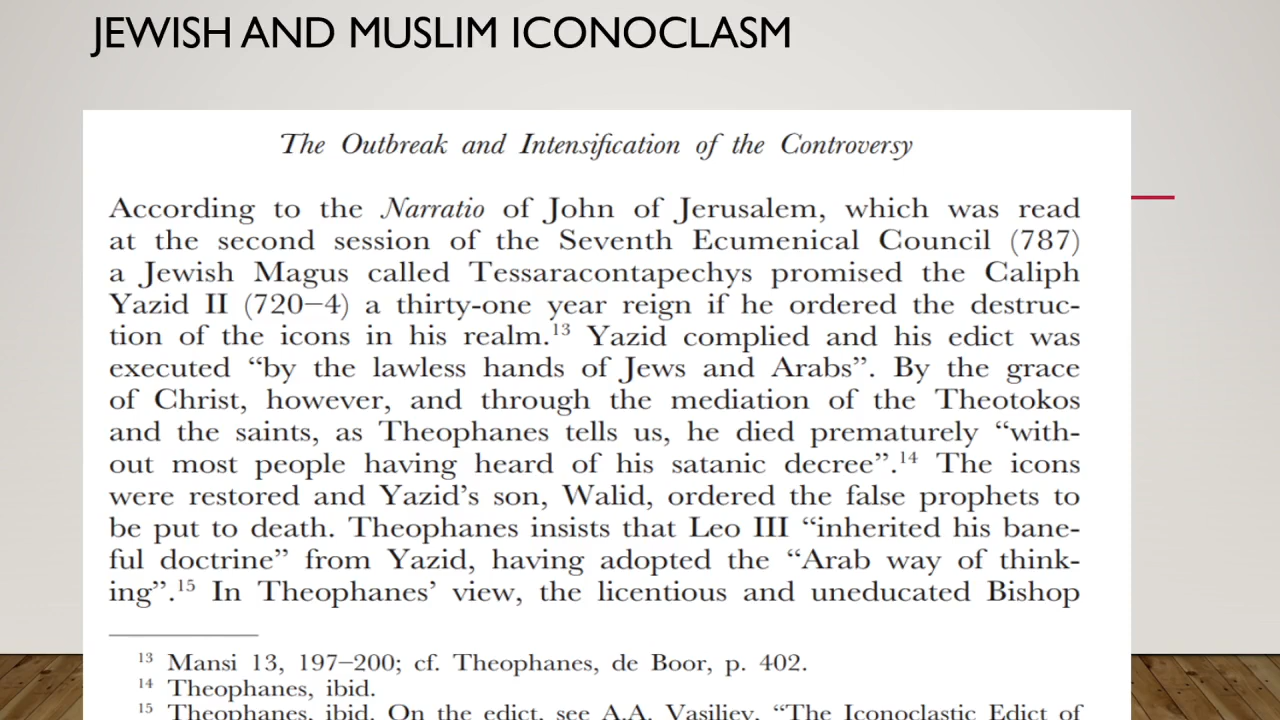 JEWISH AND MUSLIM ICONOCLASM
The Outbreak and Intensification of the Controversy
According to the Narratio of John of Jerusalem, which was read
at the second session of the Seventh Ecumenical Council (787)
a Jewish Magus called Tessaracontapechys promised the Caliph
Yazid II (720–4) a thirty-one year reign if he ordered the destruc-
tion of the icons in his realm.13 Yazid complied and his edict was
executed “by the lawless hands of Jews and Arabs”. By the grace
of Christ, however, and through the mediation of the Theotokos
and the saints, as Theophanes tells us, he died prematurely “with-
out most people having heard of his satanic decree”.14 The icons
were restored and Yazid’s son, Walid, ordered the false prophets to
be put to death. Theophanes insists that Leo III “inherited his bane-
ful doctrine” from Yazid, having adopted the “Arab way of think-
ing”.15 In Theophanes’ view, the licentious and uneducated Bishop
13 Mansi 13, 197–200; cf. Theophanes, de Boor, p. 402.
14 Theophanes, ibid.
15 Theophanes, ibid. On the edict, see A.A. Vasiliev, “The Iconoclastic Edict of